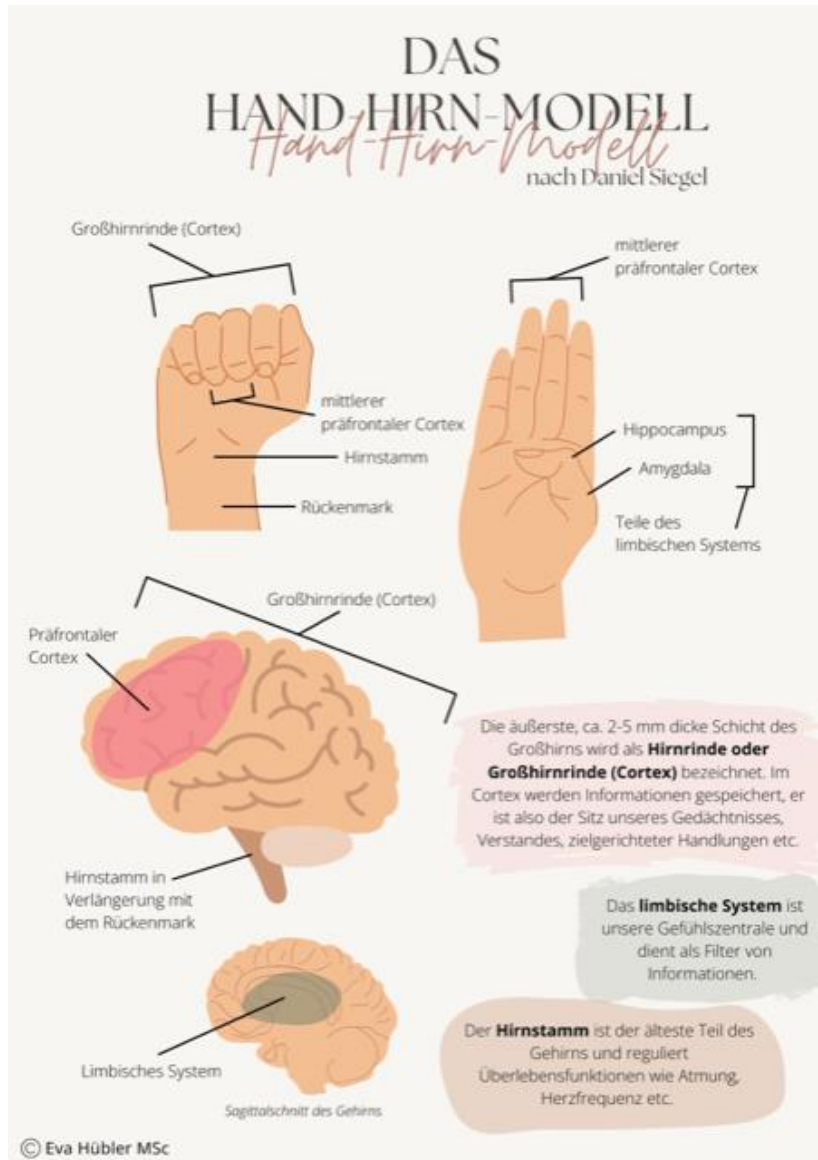 DAS
HAND-HIRN-MODELL
Hand-Hirn-Modell
nach Daniel Siegel
Großhirnrinde (Cortex)
mittlerer
präfrontaler Cortex
mittlerer
präfrontaler Cortex
Hirnstamm
Rückenmark
Hippocampus
Amygdala
Teile des
limbischen Systems
Großhirnrinde (Cortex)
Präfrontaler
Cortex
Hirnstamm in
Verlängerung mit
dem Rückenmark
Die äußerste, ca. 2-5 mm dicke Schicht des
Großhirns wird als Hirnrinde oder
Großhirnrinde (Cortex) bezeichnet. Im
Cortex werden Informationen gespeichert, er
ist also der Sitz unseres Gedächtnisses,
Verstandes, zielgerichteter Handlungen etc.
Das limbische System ist
unsere Gefühlszentrale und
dient als Filter von
Informationen.
Der Hirnstamm ist der älteste Teil des
Gehirns und reguliert
Überlebensfunktionen wie Atmung,
Herzfrequenz etc.
Limbisches System
Sagittalschnitt des Gehirns
© Eva Hübler MSc